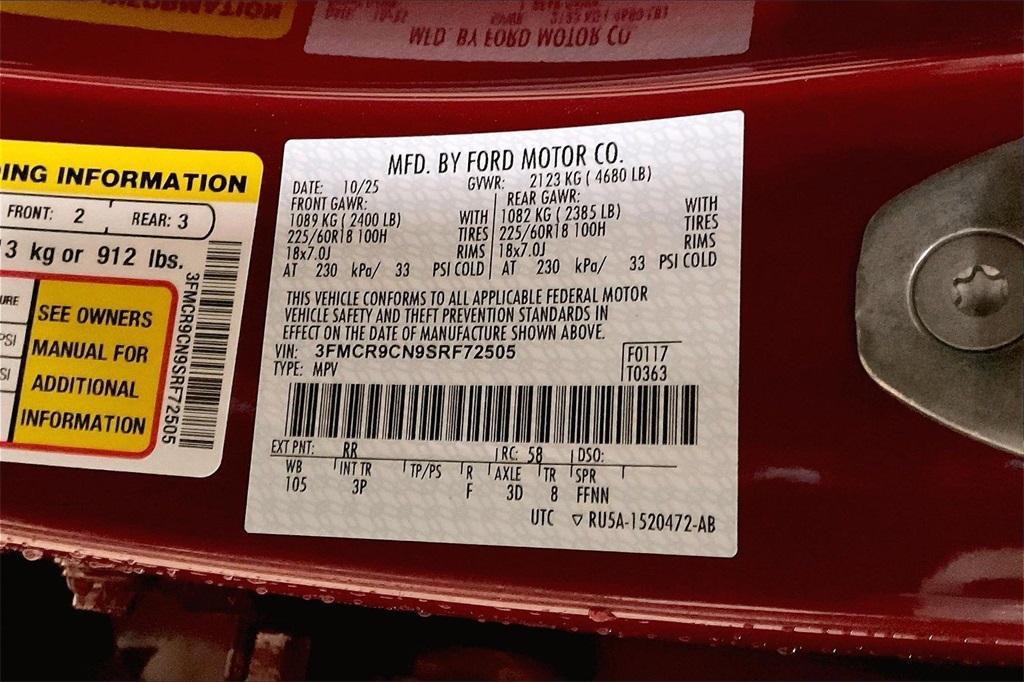 MFD. BY FORD MOTOR CO
ING INFORMATION
FRONT: 2 REAR: 3
3 kg or 912 lbs.
SEE OWNERS
MANUAL FOR
ADDITIONAL
INFORMATION
URE
PSI
SI
3FMCR9CN9SRF72505
MFD. BY FORD MOTOR CO.
DATE: 10/25 GVWR: 2123 KG ( 4680 LB)
FRONT GAWR: REAR GAWR:
1089 KG ( 2400 LB) WITH 1082 KG ( 2385 LB) WITH
225/60R18 100H TIRES 225/60R18 100H TIRES
18x7.0J RIMS 18x7.0J RIMS
AT 230 kPa/ 33 PSI COLD AT 230 kPa/ 33 PSI COLD
THIS VEHICLE CONFORMS TO ALL APPLICABLE FEDERAL MOTOR
VEHICLE SAFETY AND THEFT PREVENTION STANDARDS IN
EFFECT ON THE DATE OF MANUFACTURE SHOWN ABOVE.
VIN: 3FMCR9CN9SRF72505 F0117
TYPE: MPV T0363
EXT PNT: RR RC: 58 DSO:
WB INT TR TP/PS R AXLE TR SPR
105 3P F 3D 8 FFNN
UTC ▽ RU5A-1520472-AB